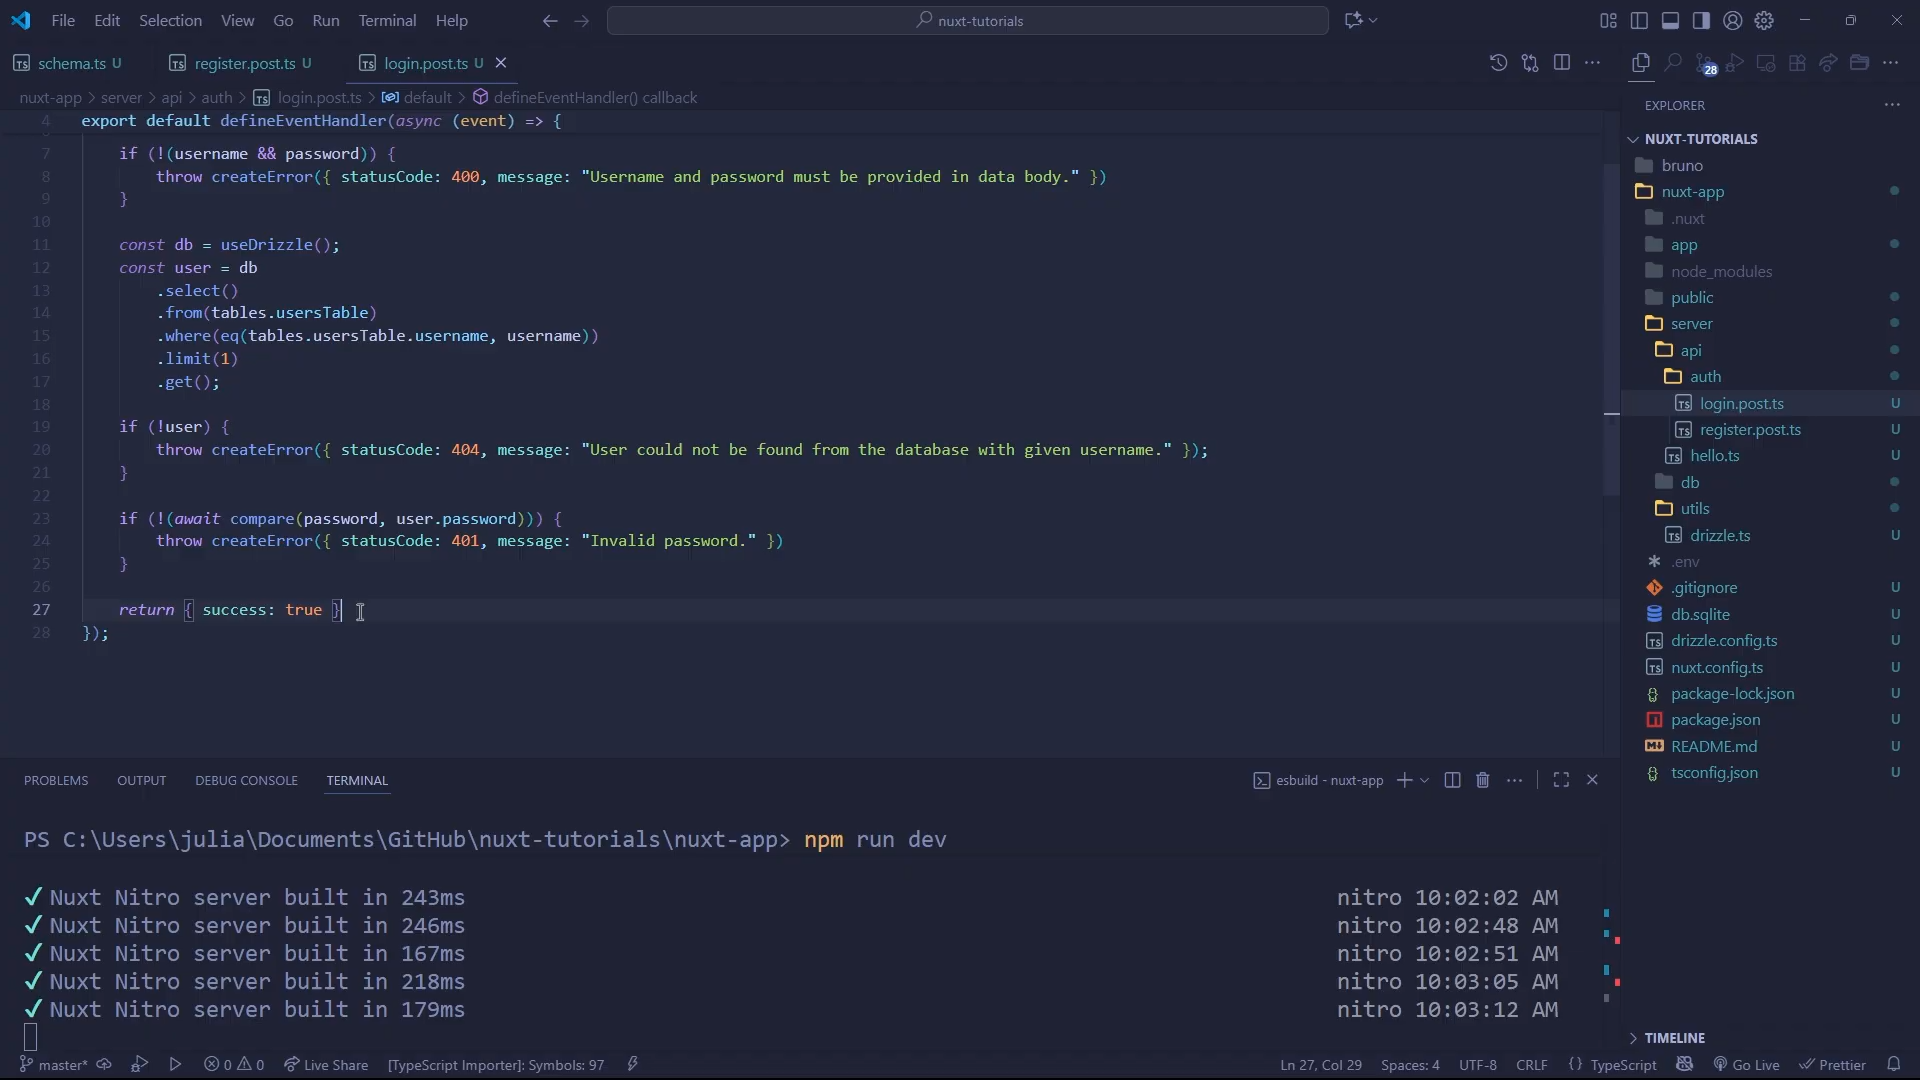 File Edit Selection View Go Run Terminal Help
nuxt-tutorials
schema.ts U
register.post.ts U
login.post.ts U
nuxt-app > server > api > auth > login.post.ts > default > defineEventHandler() callback
4 export default defineEventHandler(async (event) => {
7 if (!(username && password)) {
8 throw createError({ statusCode: 400, message: "Username and password must be provided in data body." })
9 }
10
11 const db = useDrizzle();
12 const user = db
13 .select()
14 .from(tables.usersTable)
15 .where(eq(tables.usersTable.username, username))
16 .limit(1)
17 .get();
18
19 if (!user) {
20 throw createError({ statusCode: 404, message: "User could not be found from the database with given username." });
21 }
22
23 if (!(await compare(password, user.password))) {
24 throw createError({ statusCode: 401, message: "Invalid password." })
25 }
26
27 return { success: true }
28 });
28
EXPLORER
NUXT-TUTORIALS
bruno
nuxt-app
.nuxt
app
node_modules
public
server
api
auth
login.post.ts U
register.post.ts U
hello.ts U
db
utils
drizzle.ts U
.env
.gitignore U
db.sqlite U
drizzle.config.ts U
nuxt.config.ts U
package-lock.json U
package.json U
README.md U
tsconfig.json U
TIMELINE
PROBLEMS OUTPUT DEBUG CONSOLE TERMINAL
esbuild - nuxt-app
PS C:\Users\julia\Documents\GitHub\nuxt-tutorials\nuxt-app> npm run dev
✓ Nuxt Nitro server built in 243ms nitro 10:02:02 AM
✓ Nuxt Nitro server built in 246ms nitro 10:02:48 AM
✓ Nuxt Nitro server built in 167ms nitro 10:02:51 AM
✓ Nuxt Nitro server built in 218ms nitro 10:03:05 AM
✓ Nuxt Nitro server built in 179ms nitro 10:03:12 AM
master* 0 0 Live Share [TypeScript Importer]: Symbols: 97
Ln 27, Col 29 Spaces: 4 UTF-8 CRLF {} TypeScript Go Live Prettier